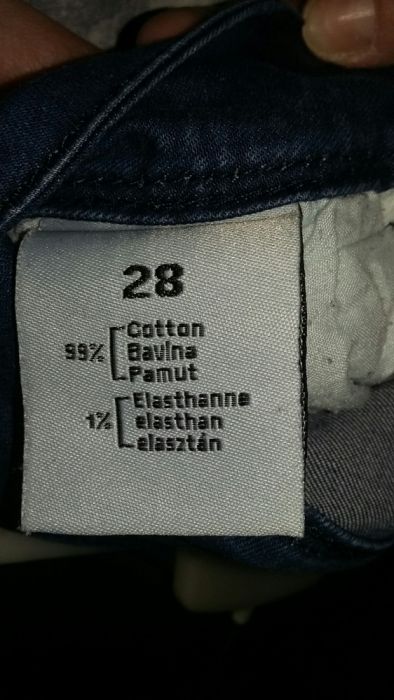 28
99% Cotton
Bavlna
Pamut
1% Elasthanne
elasthan
elasztán